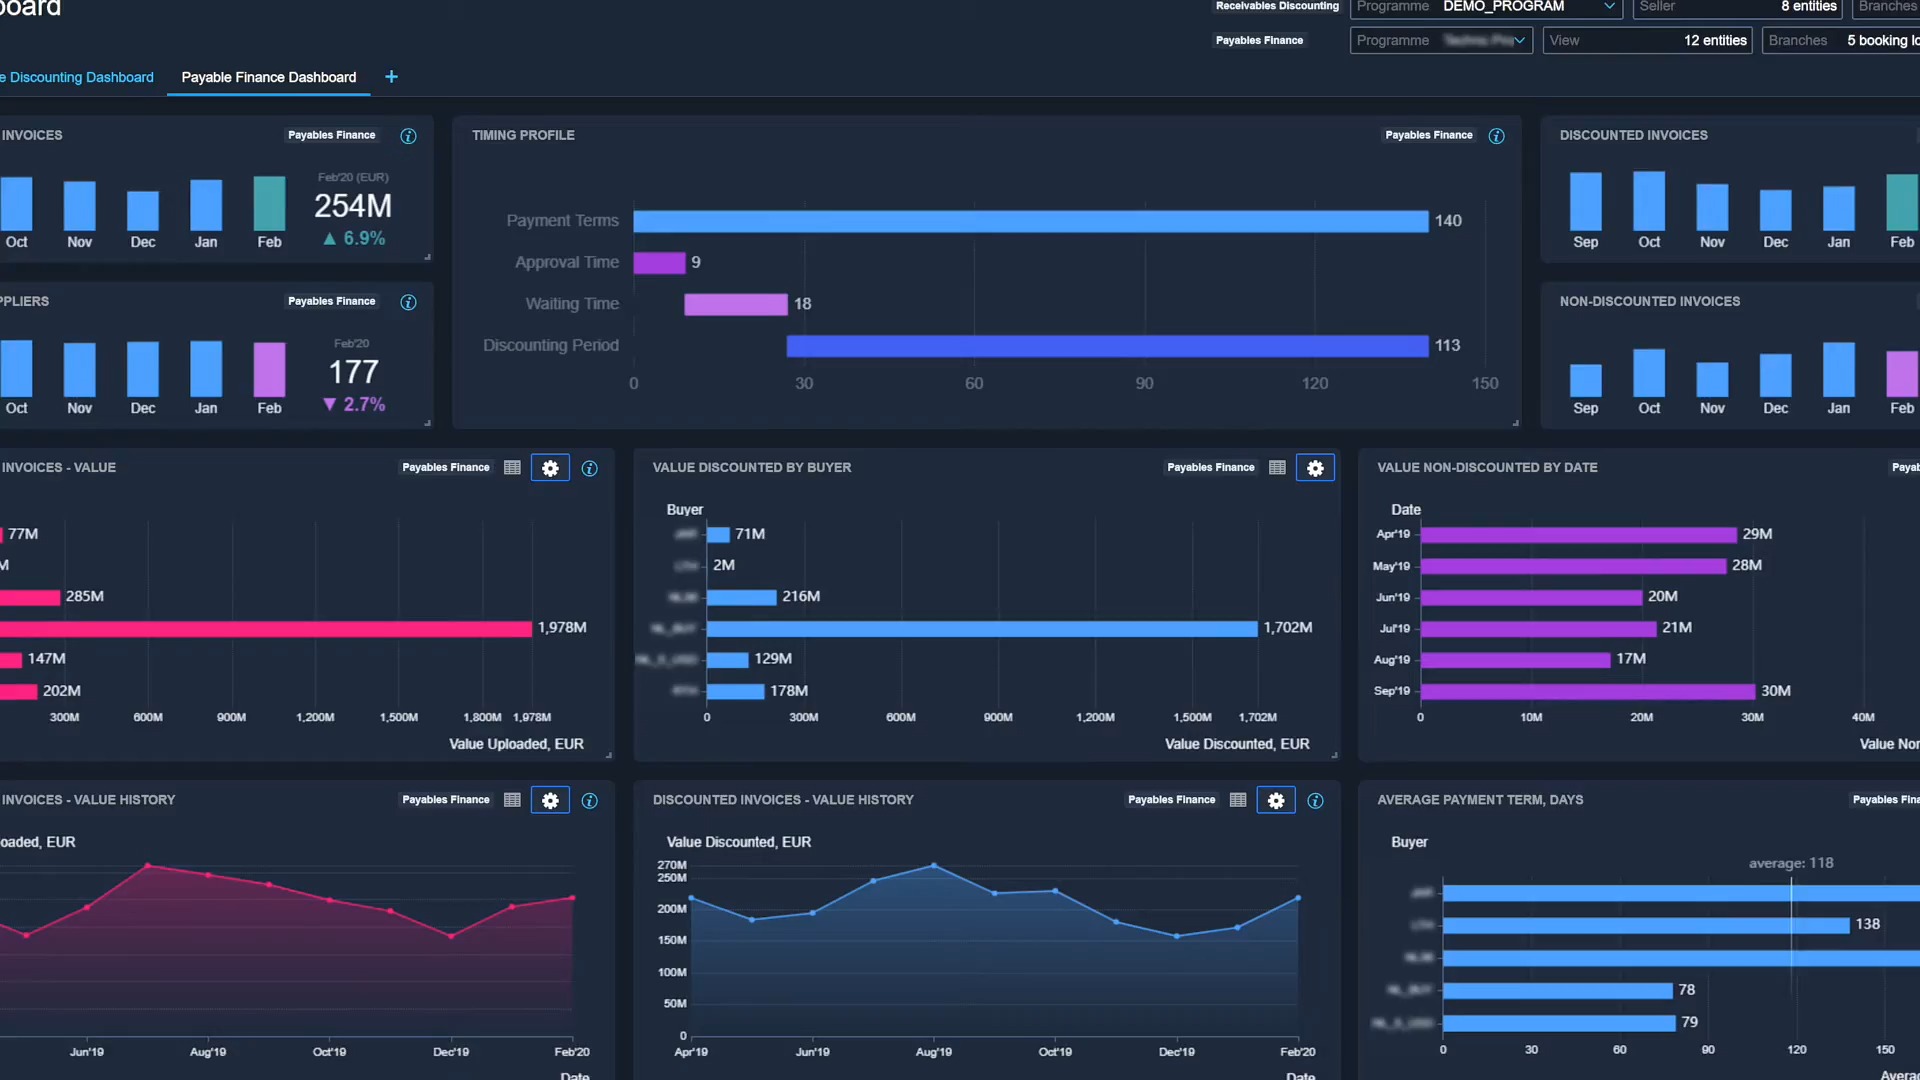 board
Receivables Discounting
Programme DEMO_PROGRAM
Seller 8 entities
Branches
Payables Finance
Programme
View 12 entities
Branches 5 booking lo
e Discounting Dashboard
Payable Finance Dashboard
+
INVOICES
Payables Finance
Feb'20 (EUR)
254M
▲ 6.9%
Oct Nov Dec Jan Feb
TIMING PROFILE
Payables Finance
Payment Terms 140
Approval Time 9
Waiting Time 18
Discounting Period 113
0 30 60 90 120 150
DISCOUNTED INVOICES
Sep Oct Nov Dec Jan Feb
PPLIERS
Payables Finance
Feb'20
177
▼ 2.7%
Oct Nov Dec Jan Feb
NON-DISCOUNTED INVOICES
Sep Oct Nov Dec Jan Feb
INVOICES - VALUE
Payables Finance
77M
M
285M
1,978M
147M
202M
300M 600M 900M 1,200M 1,500M 1,800M 1,978M
Value Uploaded, EUR
VALUE DISCOUNTED BY BUYER
Payables Finance
Buyer
71M
2M
216M
1,702M
129M
178M
0 300M 600M 900M 1,200M 1,500M 1,702M
Value Discounted, EUR
VALUE NON-DISCOUNTED BY DATE
Payab
Date
Apr'19 29M
May'19 28M
Jun'19 20M
Jul'19 21M
Aug'19 17M
Sep'19 30M
0 10M 20M 30M 40M
Value Non
INVOICES - VALUE HISTORY
Payables Finance
oaded, EUR
Jun'19 Aug'19 Oct'19 Dec'19 Feb'20
Date
DISCOUNTED INVOICES - VALUE HISTORY
Payables Finance
Value Discounted, EUR
270M
250M
200M
150M
100M
50M
0
Apr'19 Jun'19 Aug'19 Oct'19 Dec'19 Feb'20
Date
AVERAGE PAYMENT TERM, DAYS
Payables Fina
Buyer
average: 118
138
78
79
0 30 60 90 120 150
Averag